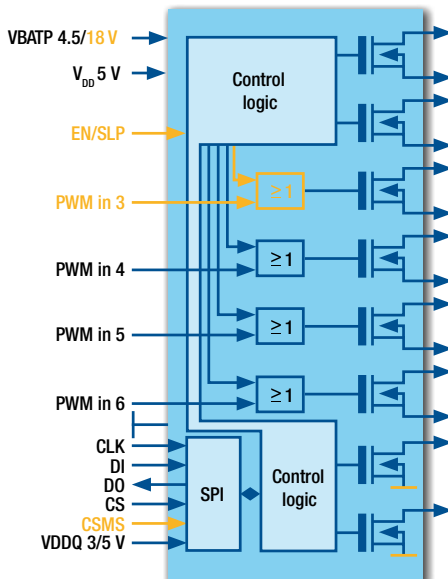 VBATP 4.5/18 V
V_DD 5 V
Control
logic
EN/SLP
≥1
PWM in 3
≥1
PWM in 4
≥1
PWM in 5
≥1
PWM in 6
CLK
DI
DO
CS
CSMS
VDDQ 3/5 V
SPI
Control
logic